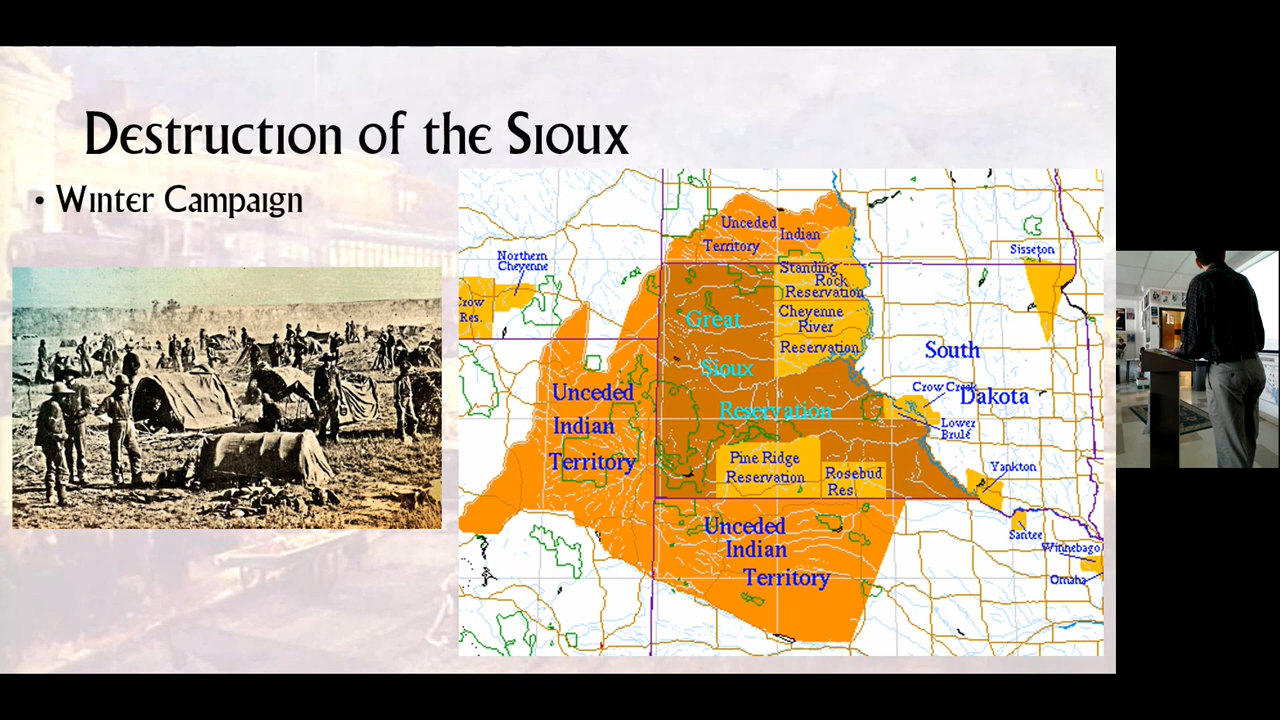 Destruction of the Sioux
• Winter Campaign
Unceded
Indian
Territory
Northern
Cheyenne
Sisseton
Standing
Rock
Reservation
Crow
Res.
Great
Cheyenne
River
Reservation
South
Sioux
Dakota
Unceded
Indian
Territory
Reservation
Crow Creek
Lower
Brulé
Pine Ridge
Reservation
Rosebud
Res.
Yankton
Unceded
Indian
Territory
Santee
Winnebago
Omaha